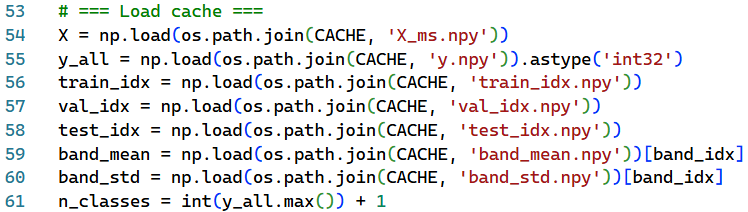 53 # === Load cache ===
54 X = np.load(os.path.join(CACHE, 'X_ms.npy'))
55 y_all = np.load(os.path.join(CACHE, 'y.npy')).astype('int32')
56 train_idx = np.load(os.path.join(CACHE, 'train_idx.npy'))
57 val_idx = np.load(os.path.join(CACHE, 'val_idx.npy'))
58 test_idx = np.load(os.path.join(CACHE, 'test_idx.npy'))
59 band_mean = np.load(os.path.join(CACHE, 'band_mean.npy'))[band_idx]
60 band_std = np.load(os.path.join(CACHE, 'band_std.npy'))[band_idx]
61 n_classes = int(y_all.max()) + 1